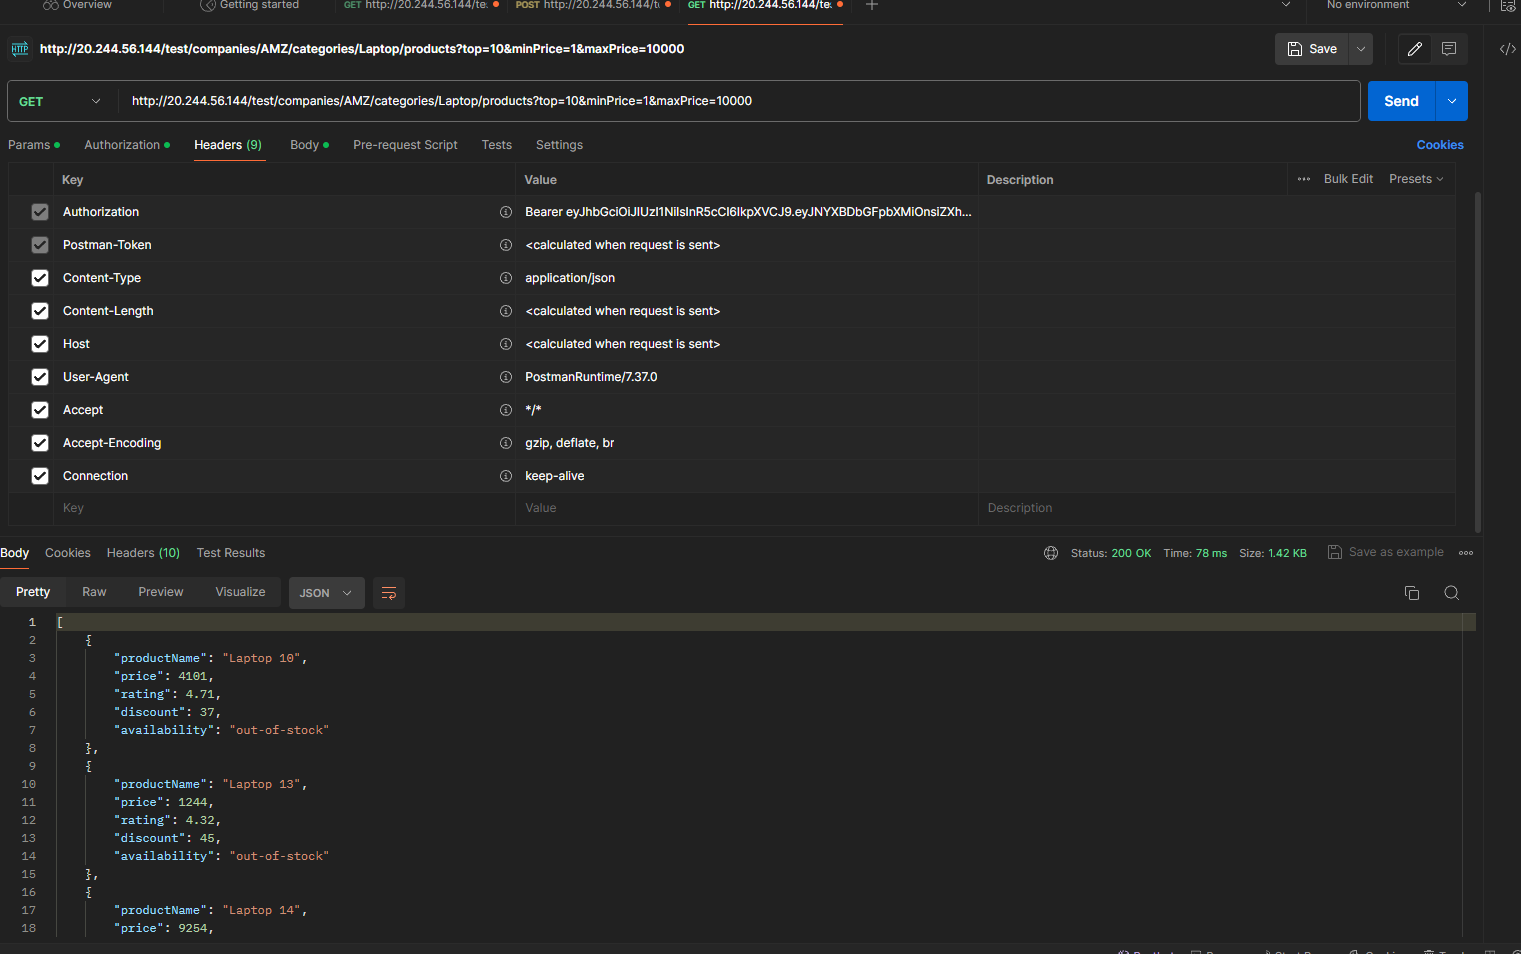 Overview Getting started GET http://20.244.56.144/te: POST http://20.244.56.144/t GET http://20.244.56.144/te: No environment
HTTP http://20.244.56.144/test/companies/AMZ/categories/Laptop/products?top=10&minPrice=1&maxPrice=10000 Save
GET http://20.244.56.144/test/companies/AMZ/categories/Laptop/products?top=10&minPrice=1&maxPrice=10000 Send
Params Authorization Headers (9) Body Pre-request Script Tests Settings Cookies
Key Value Description Bulk Edit Presets
Authorization Bearer eyJhbGciOiJIUzI1NiIsInR5cCI6IkpXVCJ9.eyJNYXBDbGFpbXMiOnsiZXh...
Postman-Token <calculated when request is sent>
Content-Type application/json
Content-Length <calculated when request is sent>
Host <calculated when request is sent>
User-Agent PostmanRuntime/7.37.0
Accept */*
Accept-Encoding gzip, deflate, br
Connection keep-alive
Key Value Description
Body Cookies Headers (10) Test Results Status: 200 OK Time: 78 ms Size: 1.42 KB Save as example
Pretty Raw Preview Visualize JSON
1 [
2 {
3 "productName": "Laptop 10",
4 "price": 4101,
5 "rating": 4.71,
6 "discount": 37,
7 "availability": "out-of-stock"
8 },
9 {
10 "productName": "Laptop 13",
11 "price": 1244,
12 "rating": 4.32,
13 "discount": 45,
14 "availability": "out-of-stock"
15 },
16 {
17 "productName": "Laptop 14",
18 "price": 9254,